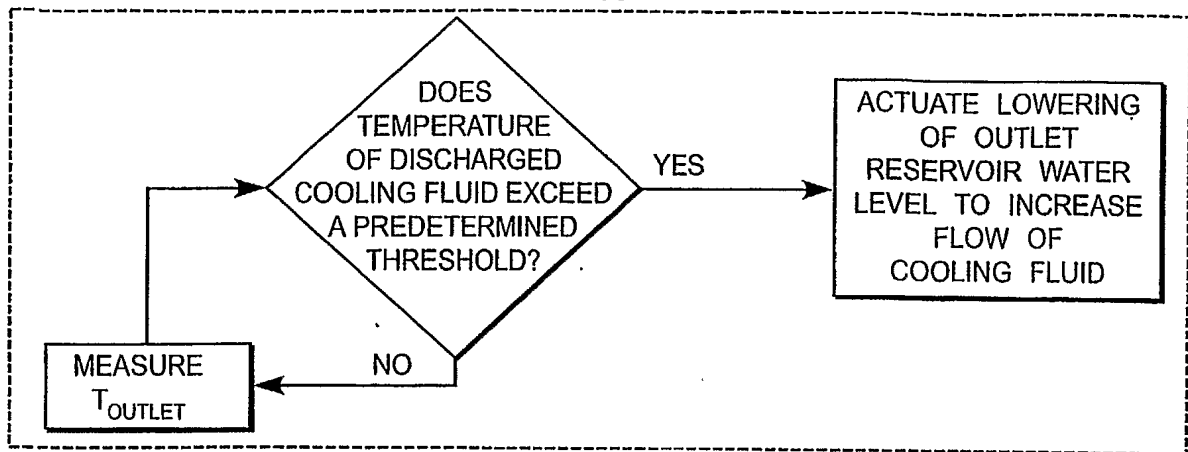 DOES
TEMPERATURE
OF DISCHARGED
COOLING FLUID EXCEED
A PREDETERMINED
THRESHOLD?
YES
ACTUATE LOWERING
OF OUTLET
RESERVOIR WATER
LEVEL TO INCREASE
FLOW OF
COOLING FLUID
NO
MEASURE
TOUTLET